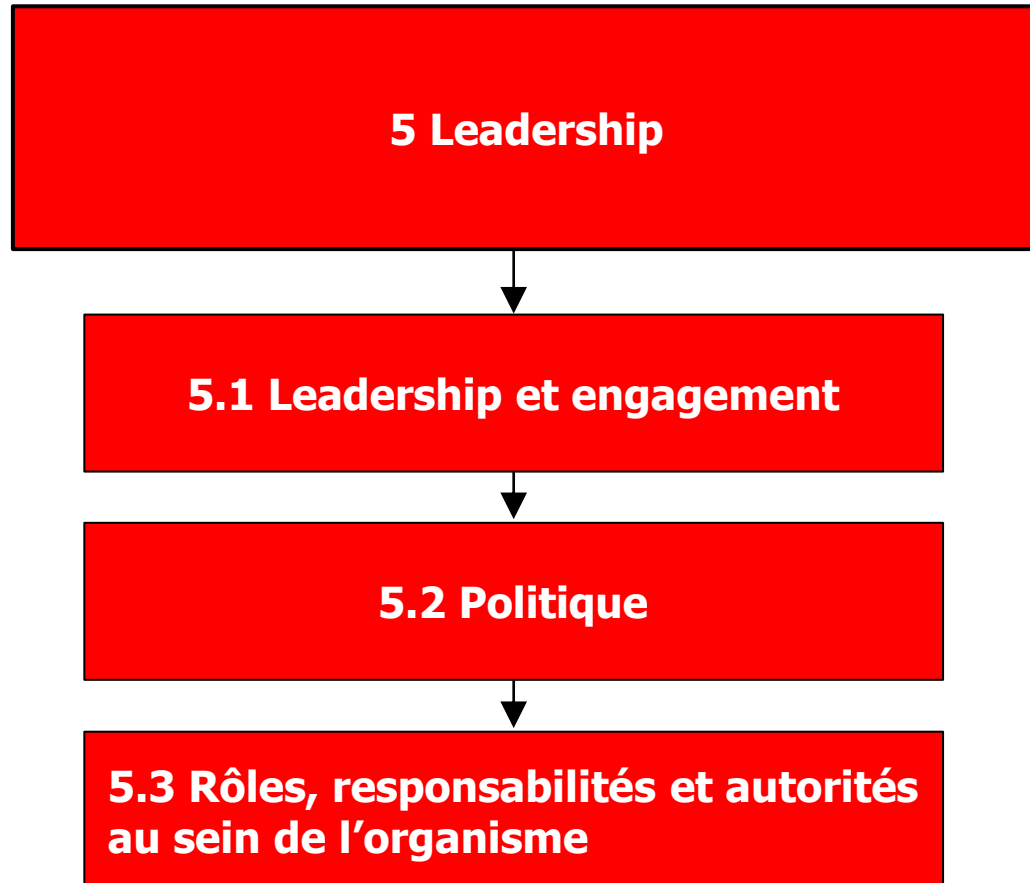 5 Leadership
5.1 Leadership et engagement
5.2 Politique
5.3 Rôles, responsabilités et autorités
au sein de l’organisme